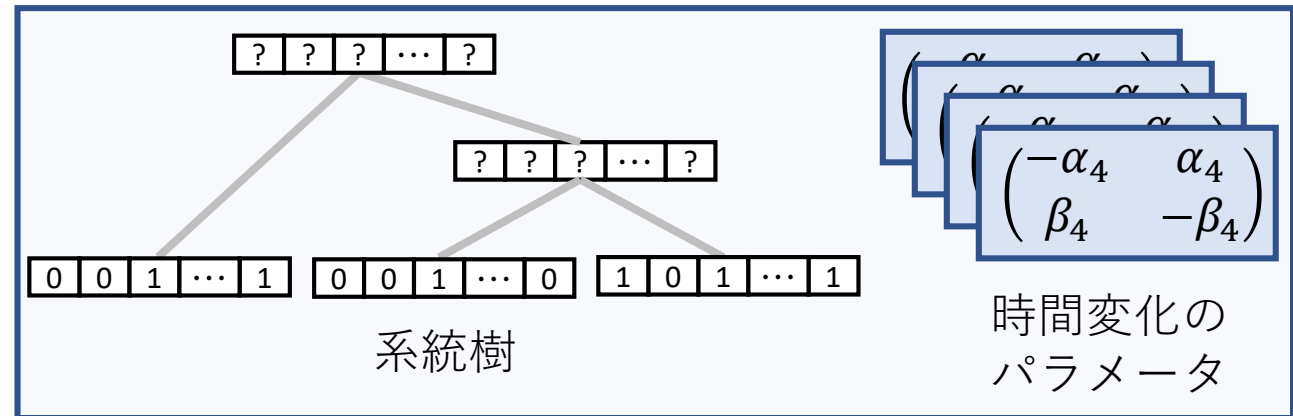 ? ? ? ⋯ ?
? ? ? ⋯ ?
0 0 1 ⋯ 1
0 0 1 ⋯ 0
1 0 1 ⋯ 1
系統樹
−α₄ α₄
β₄ −β₄
時間変化の
パラメータ